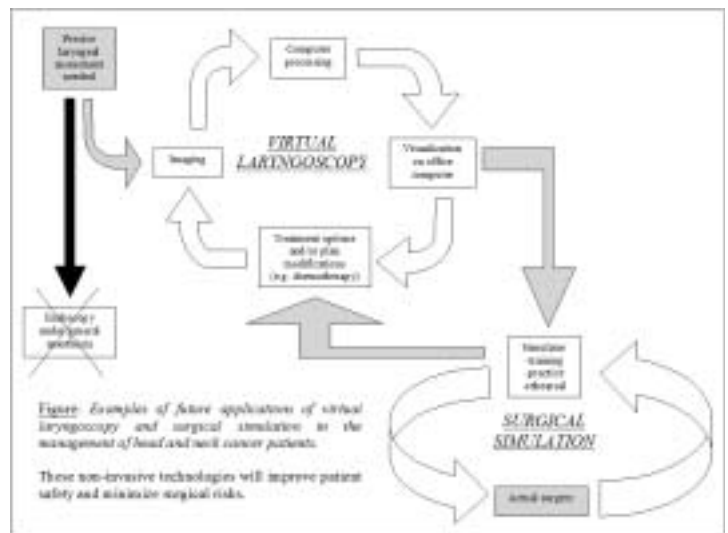 Precise
laryngeal
needed
Computer
processing
Imaging
VIRTUAL
LARYNGOSCOPY
Visualization
on office
computer
Treatment options
and/or plan
modifications
(e.g. chemotherapy)
Simulator
-training
-practice
-rehearsal
SURGICAL
SIMULATION
Actual surgery
Figure: Examples of future applications of virtual
laryngoscopy and surgical simulation in the
management of head and neck cancer patients.
These non-invasive technologies will improve patient
safety and minimize surgical risks.